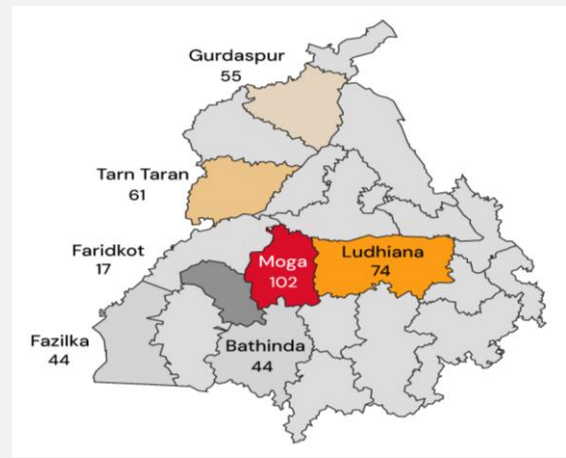 Gurdaspur
55
Tarn Taran
61
Faridkot
17
Moga
102
Ludhiana
74
Fazilka
44
Bathinda
44